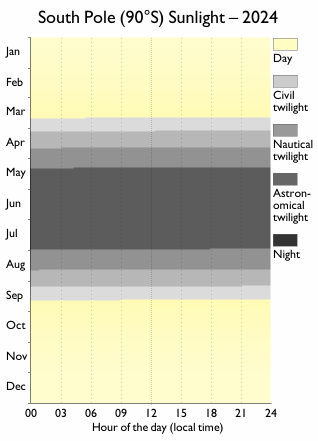 South Pole (90°S) Sunlight – 2024
Jan
Feb
Mar
Apr
May
Jun
Jul
Aug
Sep
Oct
Nov
Dec
00 03 06 09 12 15 18 21 24
Hour of the day (local time)
Day
Civil
twilight
Nautical
twilight
Astron-
omical
twilight
Night